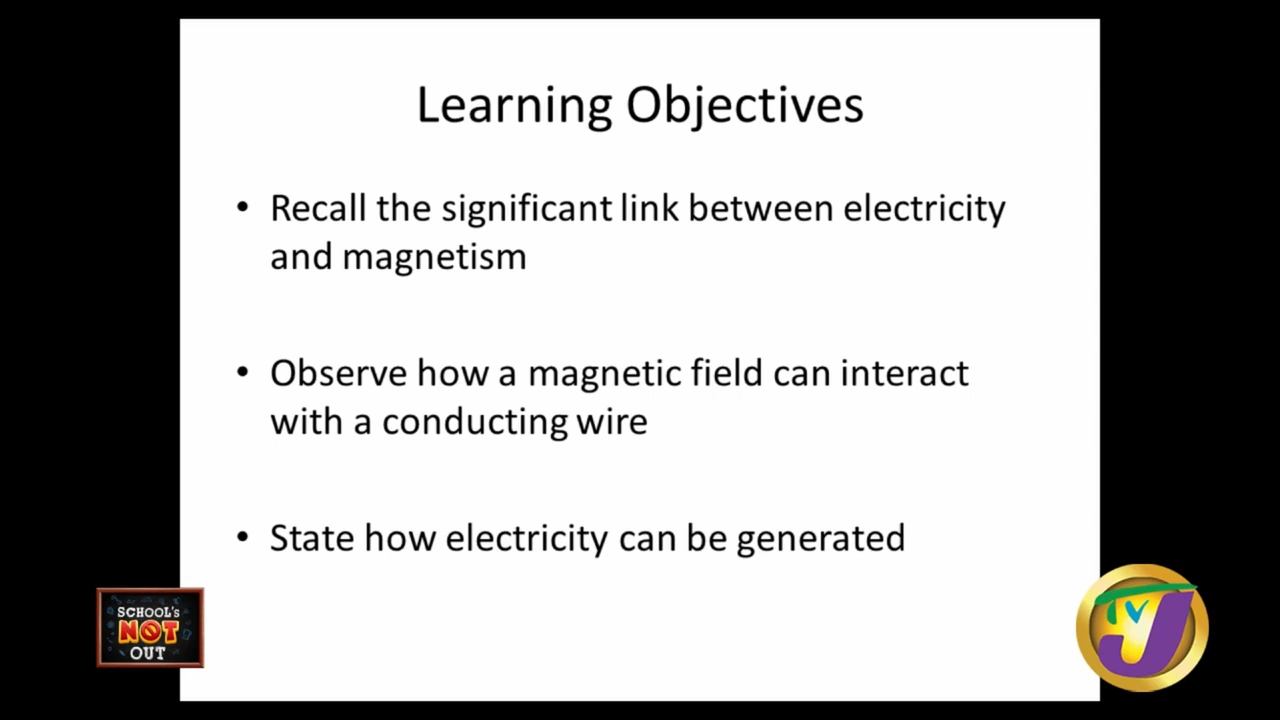 Learning Objectives
• Recall the significant link between electricity
and magnetism
• Observe how a magnetic field can interact
with a conducting wire
• State how electricity can be generated
SCHOOL'S
NOT
OUT
TVJ